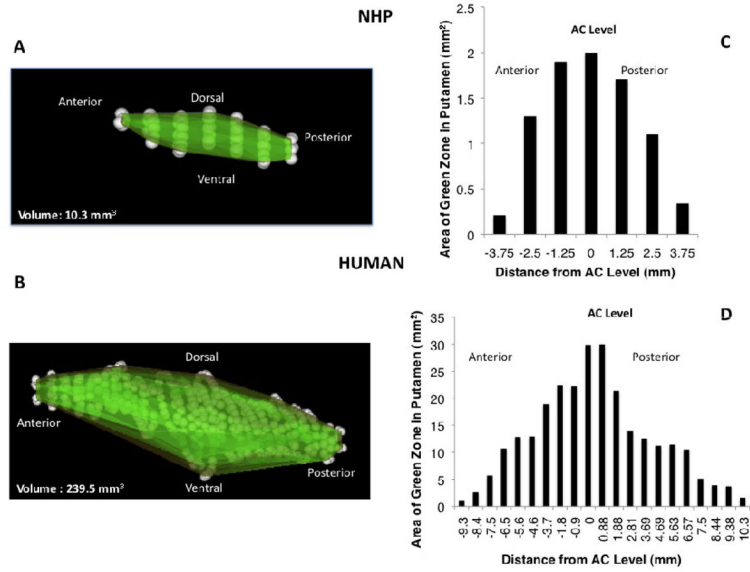 NHP
A
Anterior
Dorsal
Posterior
Ventral
Volume: 10.3 mm³
C
AC Level
Anterior
Posterior
Area of Green Zone in Putamen (mm²)
2.5
2
1.5
1
0.5
0
-3.75 -2.5 -1.25 0 1.25 2.5 3.75
Distance from AC Level (mm)
HUMAN
B
Dorsal
Anterior
Posterior
Ventral
Volume : 239.5 mm³
D
AC Level
Anterior
Posterior
Area of Green Zone in Putamen (mm²)
35
30
25
20
15
10
5
0
-9.3 -8.4 -7.5 -6.5 -5.6 -4.6 -3.7 -1.8 -0.9 0 0.88 1.88 2.81 3.69 4.69 5.63 6.57 7.5 8.44 9.38 10.3
Distance from AC Level (mm)